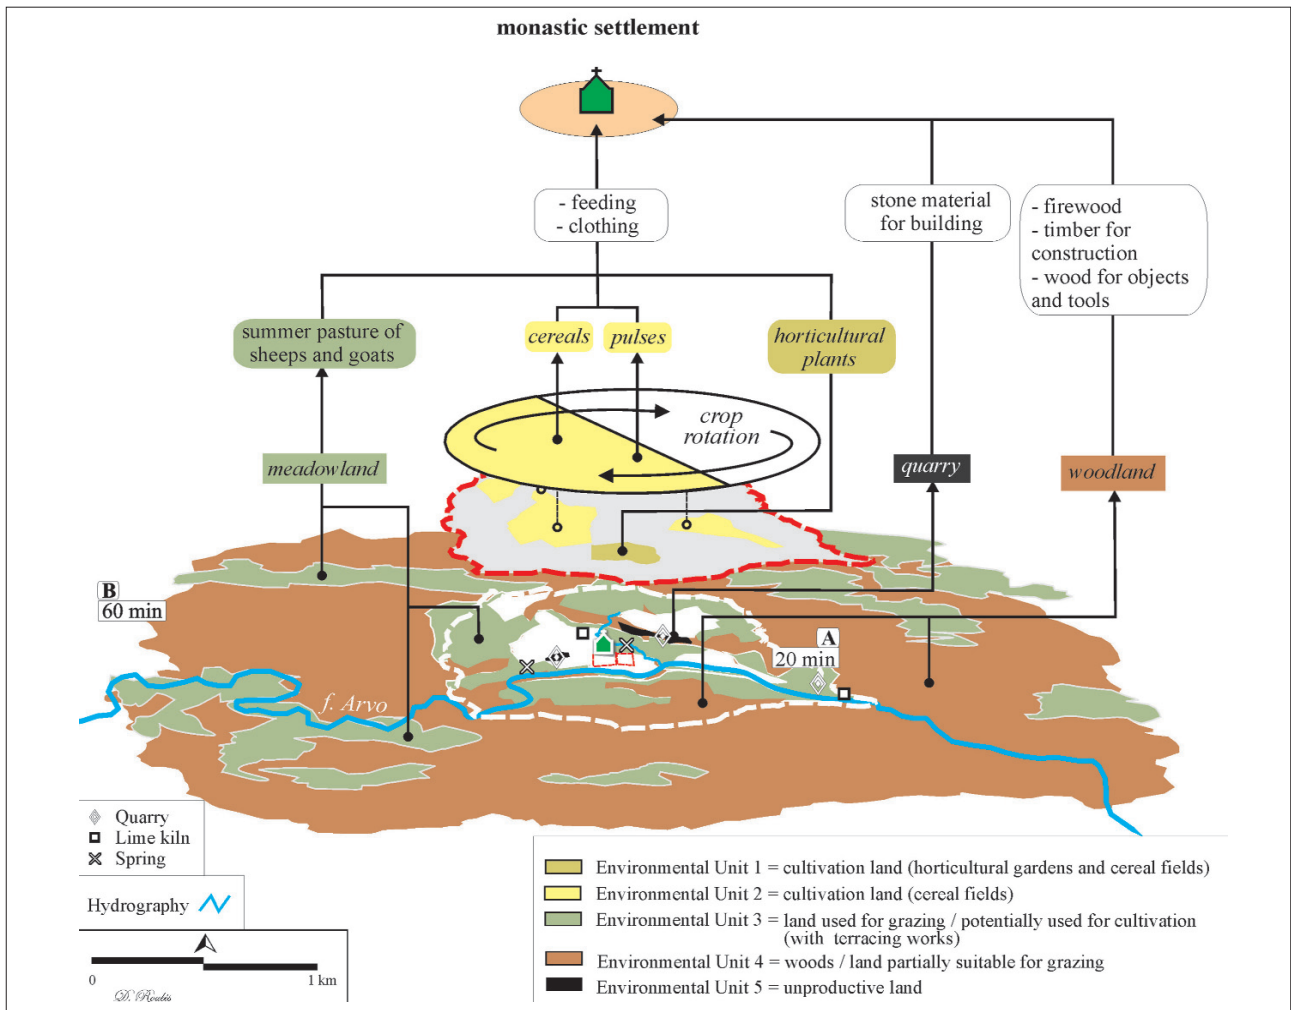 monastic settlement
- feeding
- clothing
stone material
for building
- firewood
- timber for
construction
- wood for objects
and tools
summer pasture of
sheeps and goats
cereals
pulses
horticultural
plants
crop
rotation
meadowland
quarry
woodland
B
60 min
A
20 min
f. Arvo
Quarry
Lime kiln
Spring
Hydrography
0
1 km
D. Roubis
Environmental Unit 1 = cultivation land (horticultural gardens and cereal fields)
Environmental Unit 2 = cultivation land (cereal fields)
Environmental Unit 3 = land used for grazing / potentially used for cultivation
(with terracing works)
Environmental Unit 4 = woods / land partially suitable for grazing
Environmental Unit 5 = unproductive land